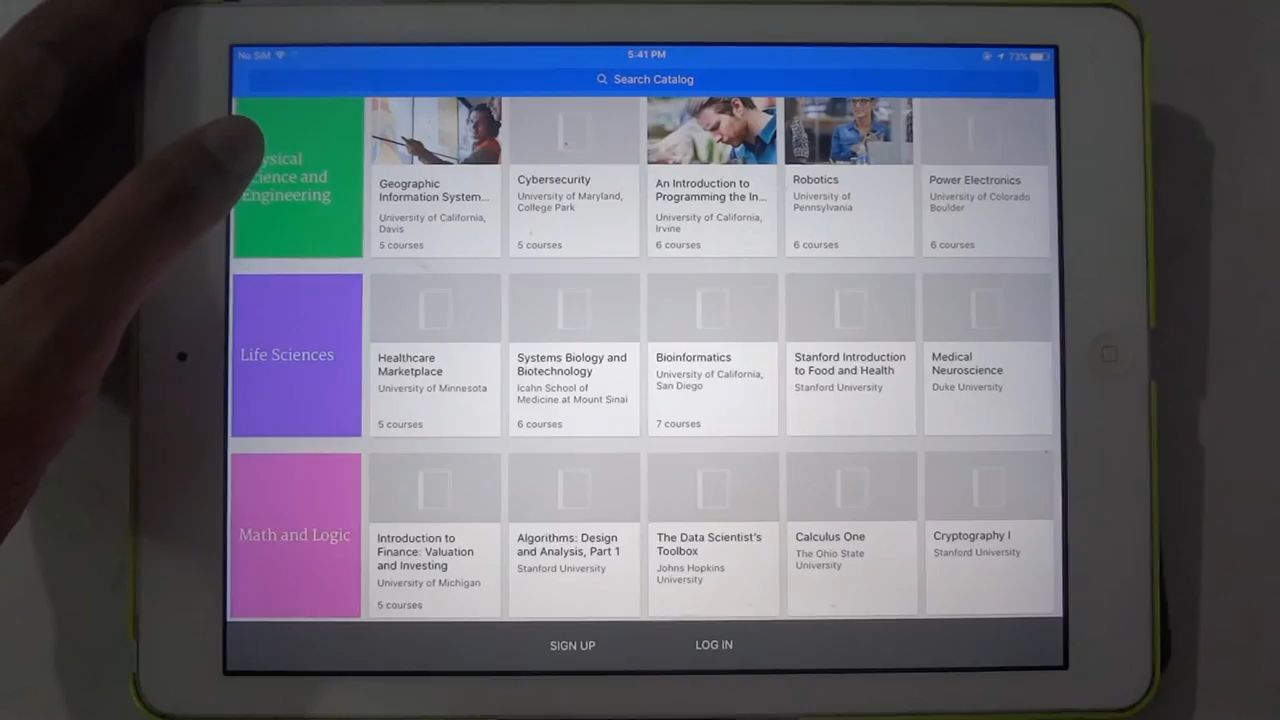 No SIM
5:41 PM
73%
Search Catalog
ysical
cience and
Engineering
Geographic
Information System...
University of California,
Davis
5 courses
Cybersecurity
University of Maryland,
College Park
5 courses
An Introduction to
Programming the In...
University of California,
Irvine
6 courses
Robotics
University of
Pennsylvania
6 courses
Power Electronics
University of Colorado
Boulder
6 courses
Life Sciences
Healthcare
Marketplace
University of Minnesota
5 courses
Systems Biology and
Biotechnology
Icahn School of
Medicine at Mount Sinai
6 courses
Bioinformatics
University of California,
San Diego
7 courses
Stanford Introduction
to Food and Health
Stanford University
Medical
Neuroscience
Duke University
Math and Logic
Introduction to
Finance: Valuation
and Investing
University of Michigan
5 courses
Algorithms: Design
and Analysis, Part 1
Stanford University
The Data Scientist's
Toolbox
Johns Hopkins
University
Calculus One
The Ohio State
University
Cryptography I
Stanford University
SIGN UP
LOG IN